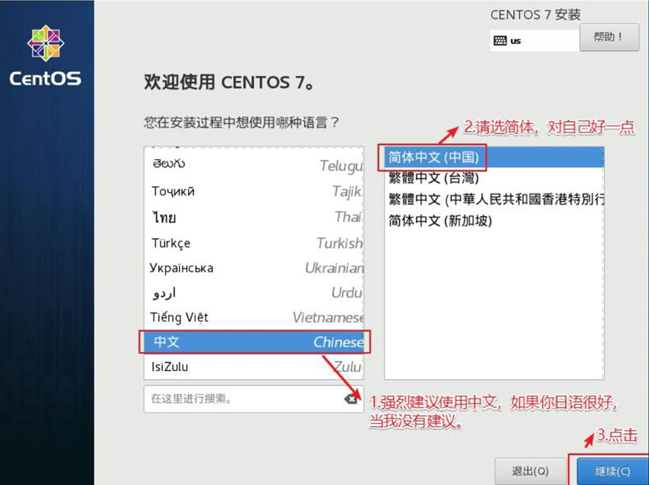 CENTOS 7 安装
us
帮助！
CentOS
欢迎使用 CENTOS 7。
您在安装过程中想使用哪种语言？
2.请选简体，对自己好一点
తెలుగు Telugu
Тоҷикӣ Tajik
ไทย Thai
Türkçe Turkish
Українська Ukrainian
اردو Urdu
Tiếng Việt Vietnamese
中文 Chinese
IsiZulu Zulu
在这里进行搜索。
简体中文 (中国)
繁體中文 (台灣)
繁體中文 (中華人民共和國香港特別行
简体中文 (新加坡)
1.强烈建议使用中文，如果你日语很好，
当我没有建议。
3.点击
退出(Q)
继续(C)